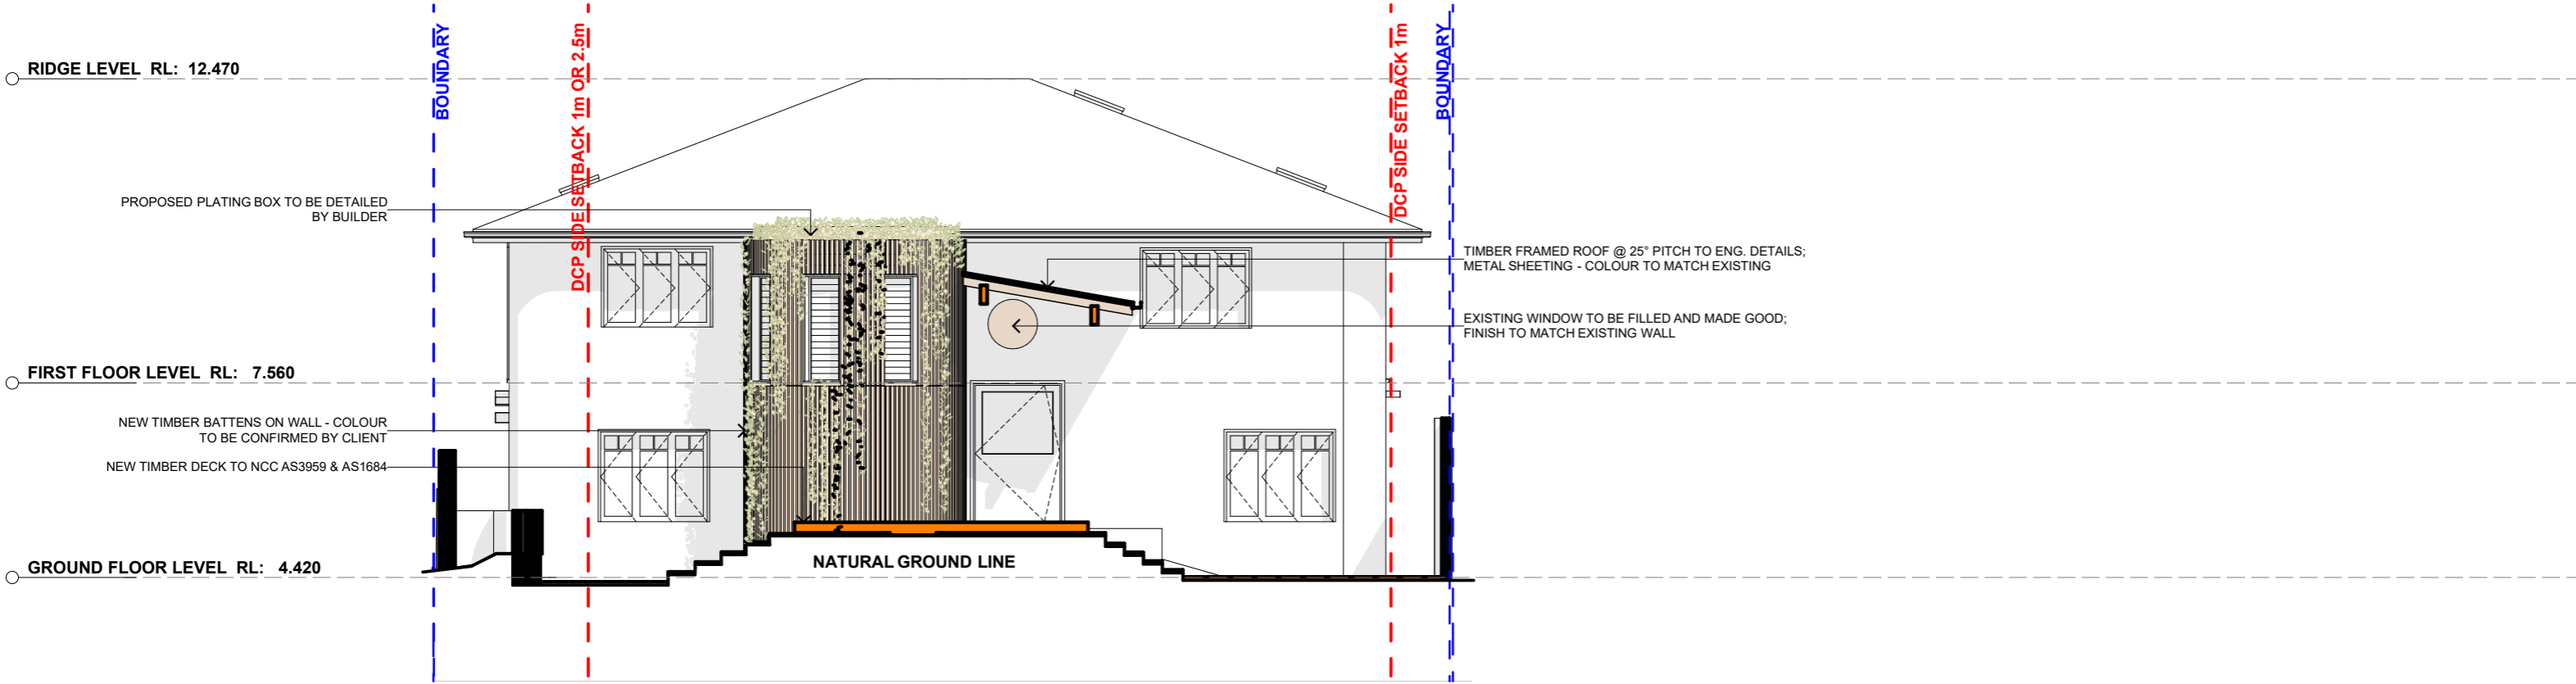 RIDGE LEVEL RL: 12.470
BOUNDARY
DCP SIDE SETBACK 1m OR 2.5m
DCP SIDE SETBACK 1m
BOUNDARY
PROPOSED PLATING BOX TO BE DETAILED
BY BUILDER
TIMBER FRAMED ROOF @ 25° PITCH TO ENG. DETAILS;
METAL SHEETING - COLOUR TO MATCH EXISTING
EXISTING WINDOW TO BE FILLED AND MADE GOOD;
FINISH TO MATCH EXISTING WALL
FIRST FLOOR LEVEL RL: 7.560
NEW TIMBER BATTENS ON WALL - COLOUR
TO BE CONFIRMED BY CLIENT
NEW TIMBER DECK TO NCC AS3959 & AS1684
NATURAL GROUND LINE
GROUND FLOOR LEVEL RL: 4.420